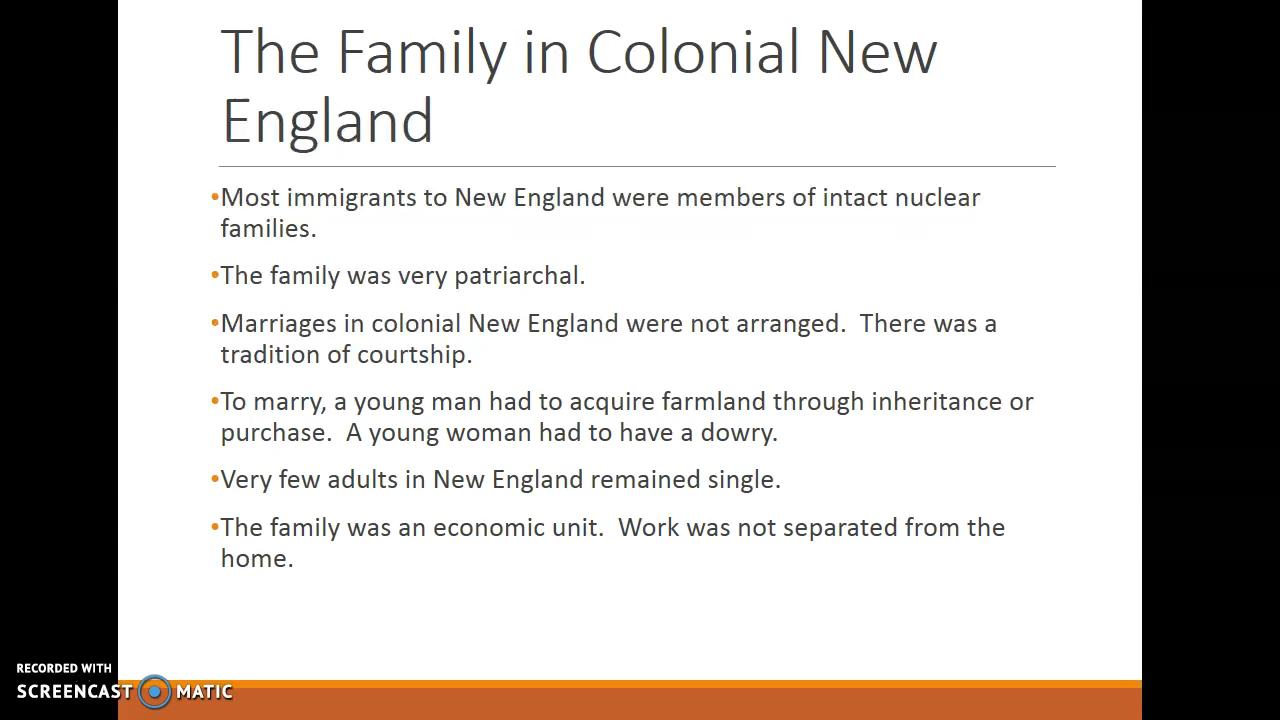 The Family in Colonial New
England
•Most immigrants to New England were members of intact nuclear
families.
•The family was very patriarchal.
•Marriages in colonial New England were not arranged.  There was a
tradition of courtship.
•To marry, a young man had to acquire farmland through inheritance or
purchase.  A young woman had to have a dowry.
•Very few adults in New England remained single.
•The family was an economic unit.  Work was not separated from the
home.
RECORDED WITH
SCREENCAST MATIC